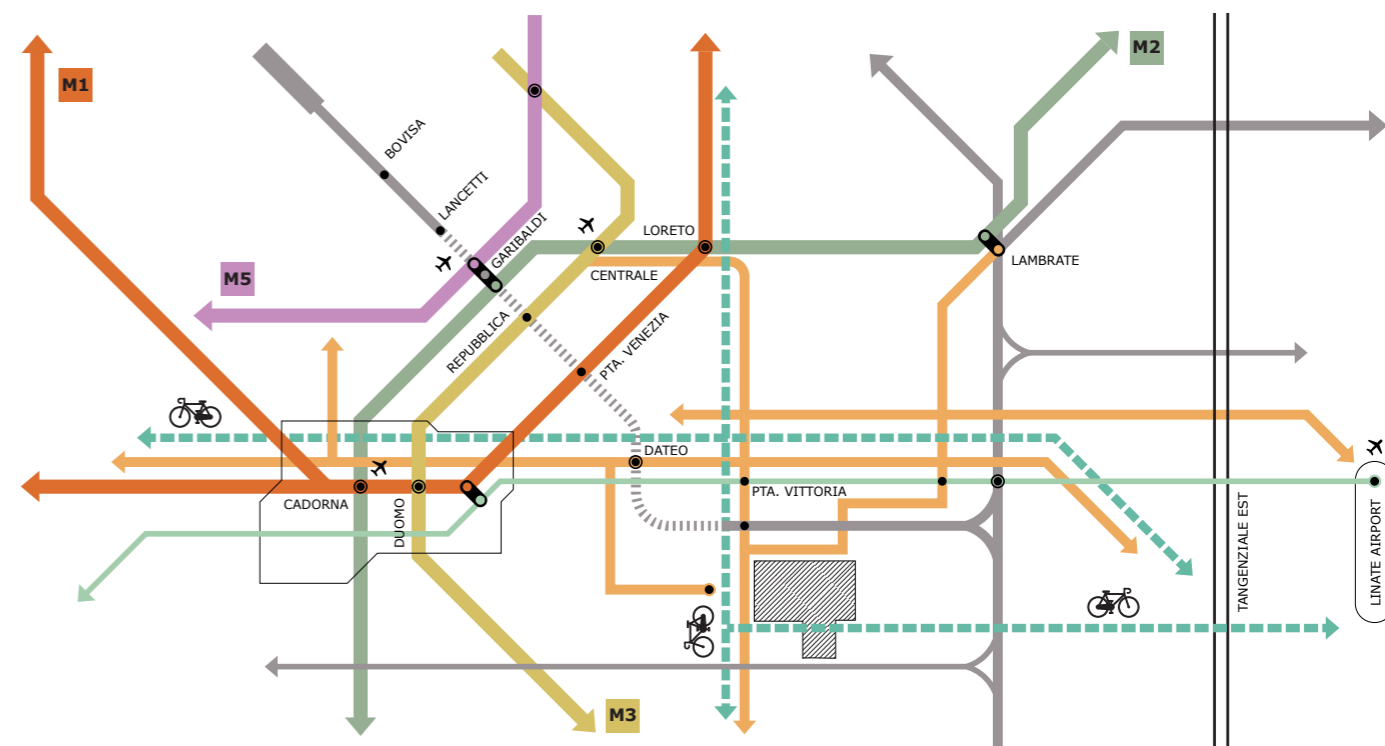 M2
M1
BOVISA
LANCETTI
GARIBALDI
LORETO
LAMBRATE
CENTRALE
M5
REPUBBLICA
PTA. VENEZIA
DATEO
CADORNA
DUOMO
PTA. VITTORIA
TANGENZIALE EST
LINATE AIRPORT
M3